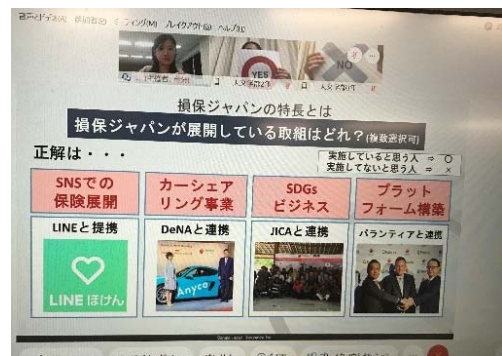 ヘルプ(H)
YES
NO
損保ジャパンの特長とは
損保ジャパンが展開している取組はどれ?(複数選択可)
正解は・・・
実施していると思う人 ⇒ ○
実施してないと思う人 ⇒ ×
SNSでの
保険展開
カーシェア
リング事業
SDGs
ビジネス
プラット
フォーム構築
LINEと提携
DeNAと連携
JICAと連携
パランティアと連携
LINE ほけん
Anyca